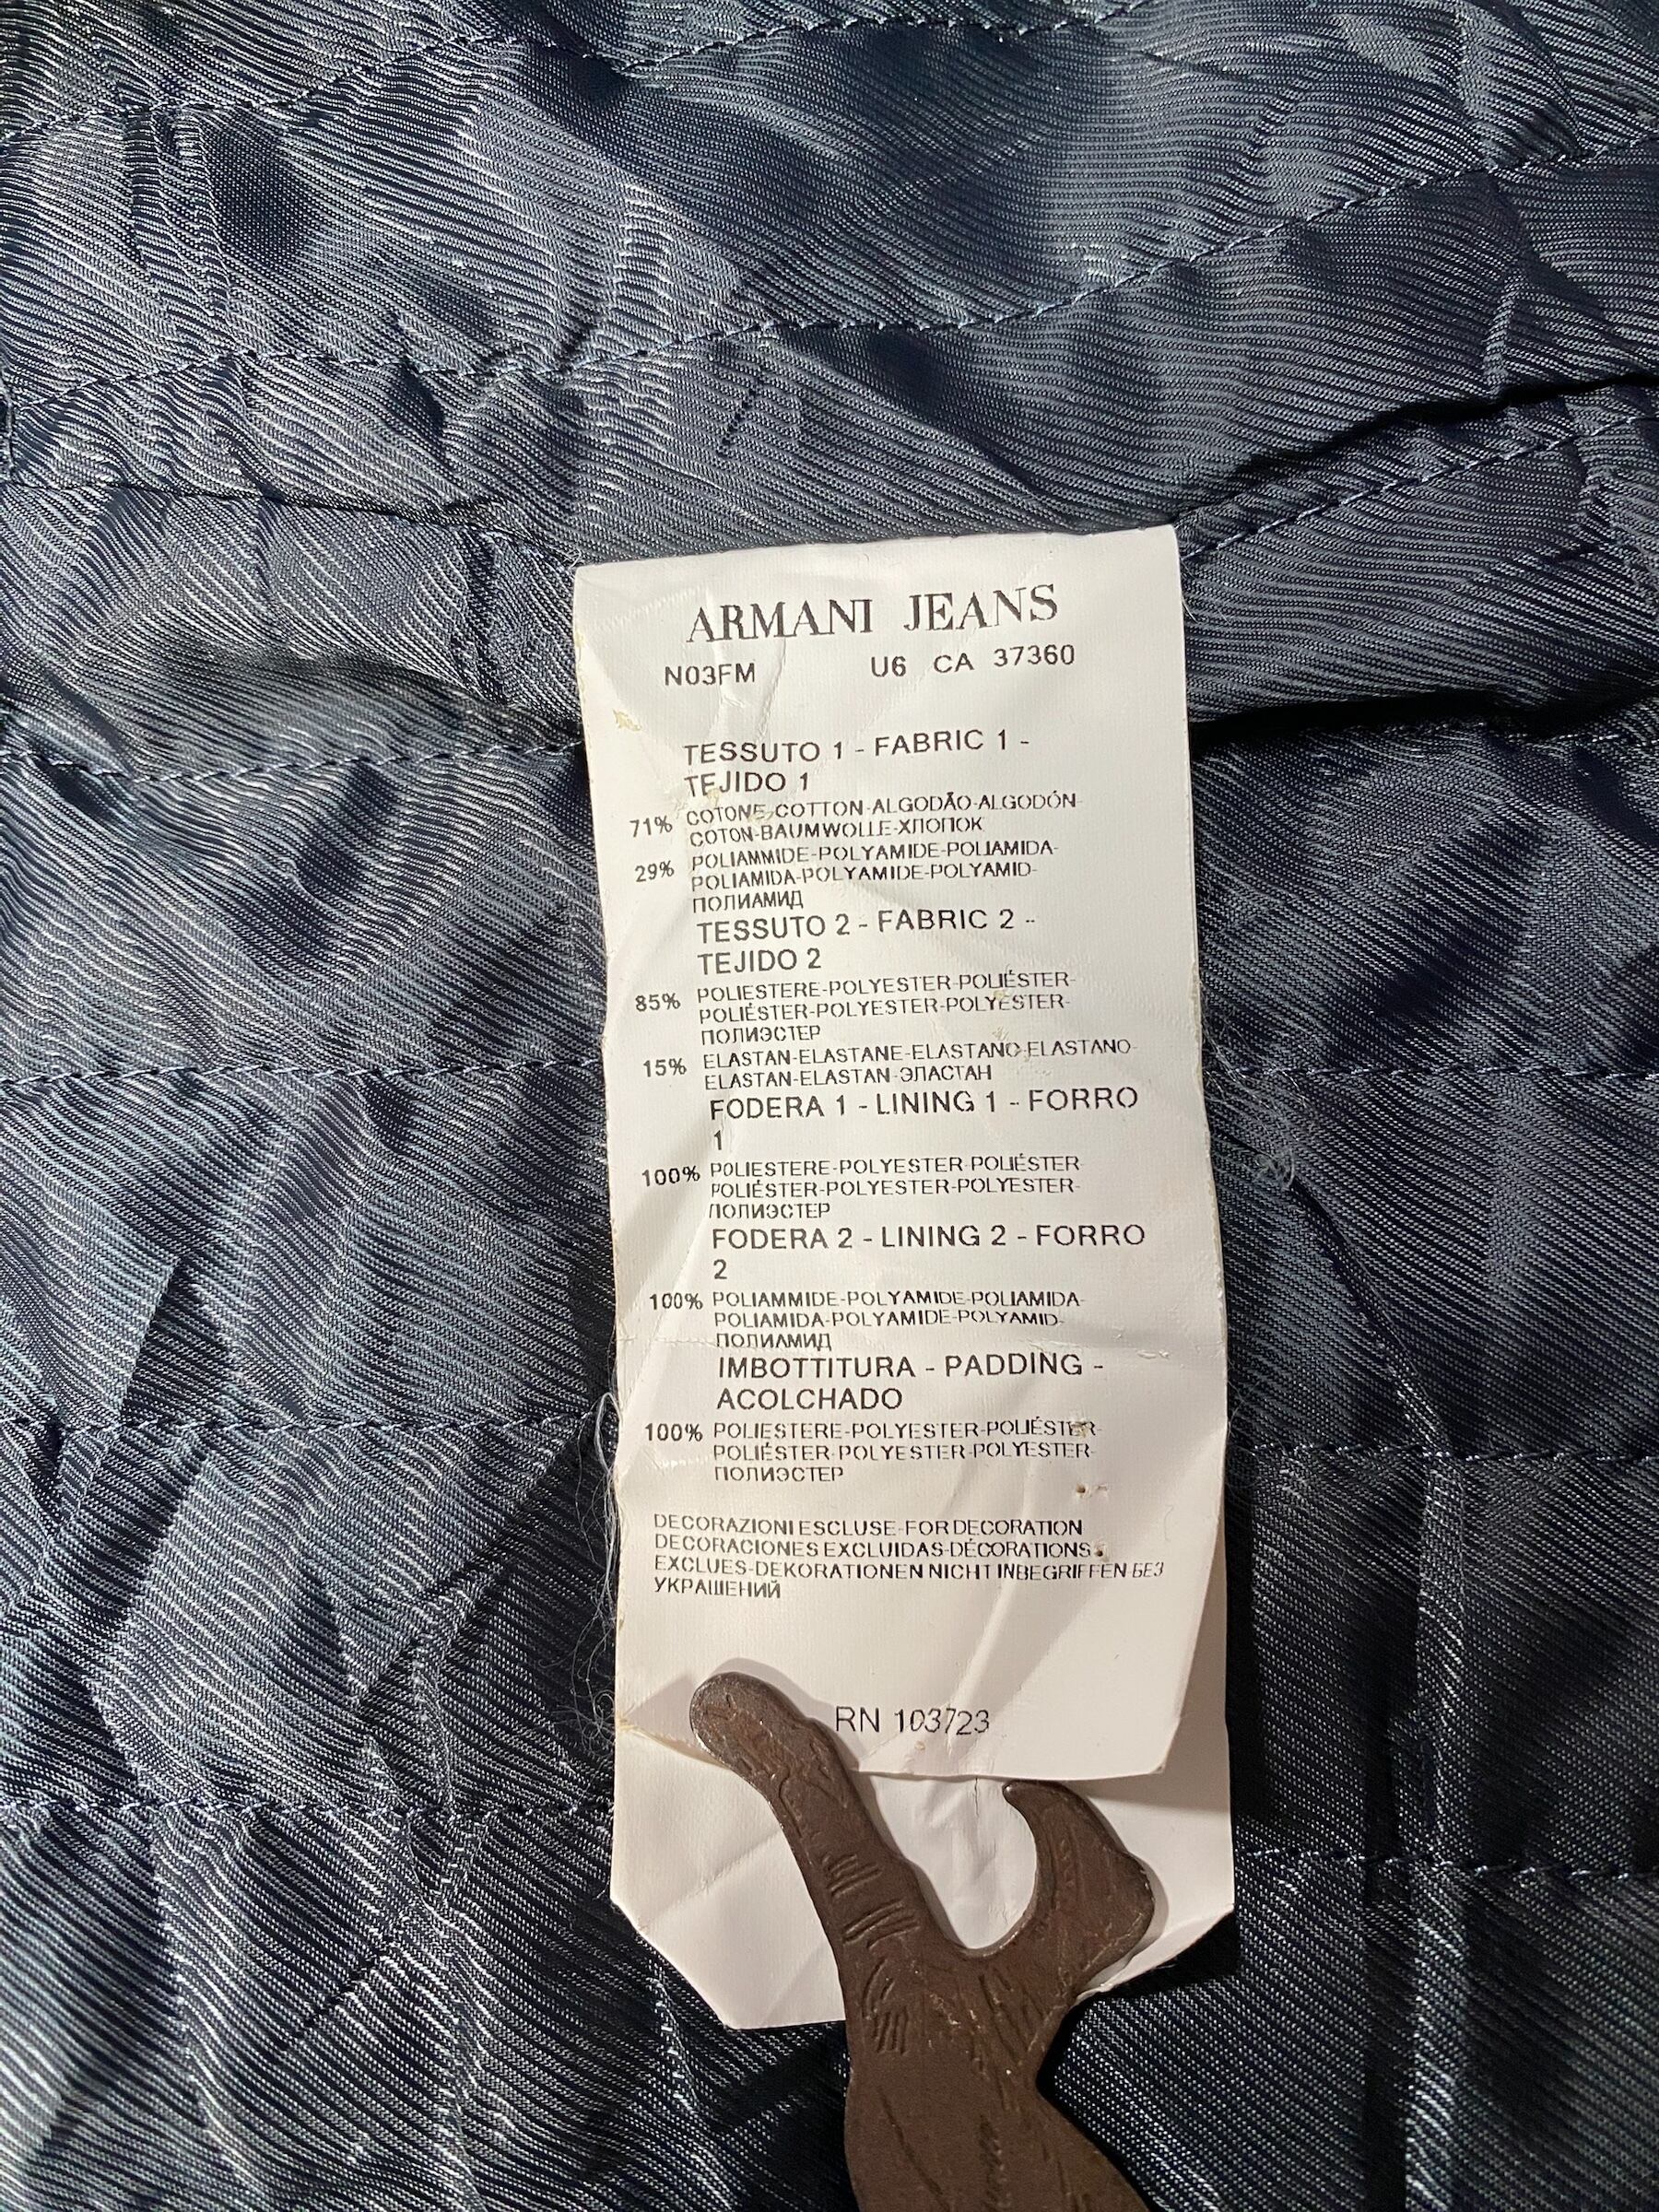 ARMANI JEANS
N03FM U6 CA 37360
TESSUTO 1 - FABRIC 1 -
TEJIDO 1
71% COTONE-COTTON-ALGODÃO-ALGODÓN-
COTON-BAUMWOLLE-ХЛОПОК
29% POLIAMMIDE-POLYAMIDE-POLIAMIDA-
POLIAMIDA-POLYAMIDE-POLYAMID-
ПОЛИАМИД
TESSUTO 2 - FABRIC 2 -
TEJIDO 2
85% POLIESTERE-POLYESTER-POLIÉSTER-
POLIÉSTER-POLYESTER-POLYESTER-
ПОЛИЭСТЕР
15% ELASTAN-ELASTANE-ELASTANO-ELASTANO-
ELASTAN-ELASTAN-ЭЛАСТАН
FODERA 1 - LINING 1 - FORRO
1
100% POLIESTERE-POLYESTER-POLIÉSTER-
POLIÉSTER-POLYESTER-POLYESTER-
ПОЛИЭСТЕР
FODERA 2 - LINING 2 - FORRO
2
100% POLIAMMIDE-POLYAMIDE-POLIAMIDA-
POLIAMIDA-POLYAMIDE-POLYAMID-
ПОЛИАМИД
IMBOTTITURA - PADDING -
ACOLCHADO
100% POLIESTERE-POLYESTER-POLIÉSTER-
POLIÉSTER-POLYESTER-POLYESTER-
ПОЛИЭСТЕР
DECORAZIONI ESCLUSE-FOR DECORATION
DECORACIONES EXCLUIDAS-DÉCORATIONS
EXCLUES-DEKORATIONEN NICHT INBEGRIFFEN-БЕЗ
УКРАШЕНИЙ
RN 103723